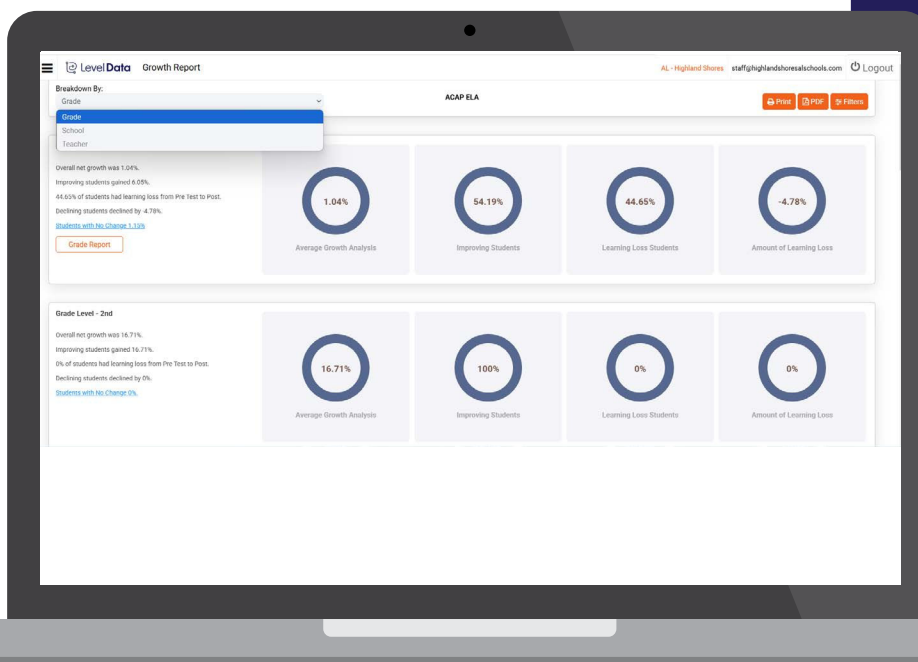 Level Data Growth Report
AL - Highland Shores staff@highlandshoresalschools.com Logout
Breakdown By:
Grade
ACAP ELA
Print PDF Filters
Grade
School
Teacher
Overall net growth was 1.04%.
Improving students gained 6.05%.
44.65% of students had learning loss from Pre Test to Post.
Declining students declined by -4.78%.
Students with No Change 1.15%
Grade Report
1.04%
Average Growth Analysis
54.19%
Improving Students
44.65%
Learning Loss Students
-4.78%
Amount of Learning Loss
Grade Level - 2nd
Overall net growth was 16.71%.
Improving students gained 16.71%.
0% of students had learning loss from Pre Test to Post.
Declining students declined by 0%.
Students with No Change 0%.
16.71%
Average Growth Analysis
100%
Improving Students
0%
Learning Loss Students
0%
Amount of Learning Loss